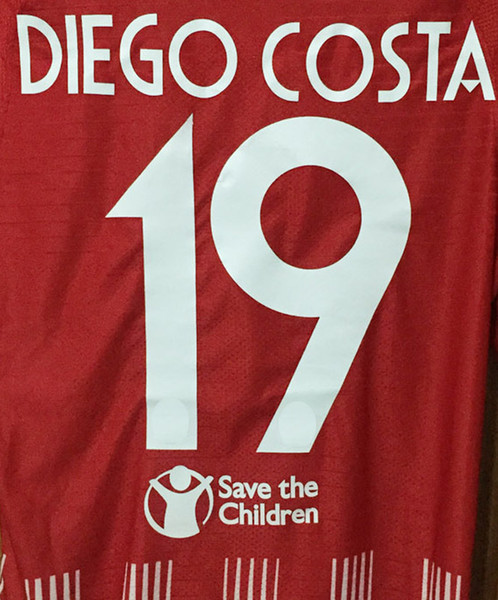 DIEGO COSTA
19
Save the
Children